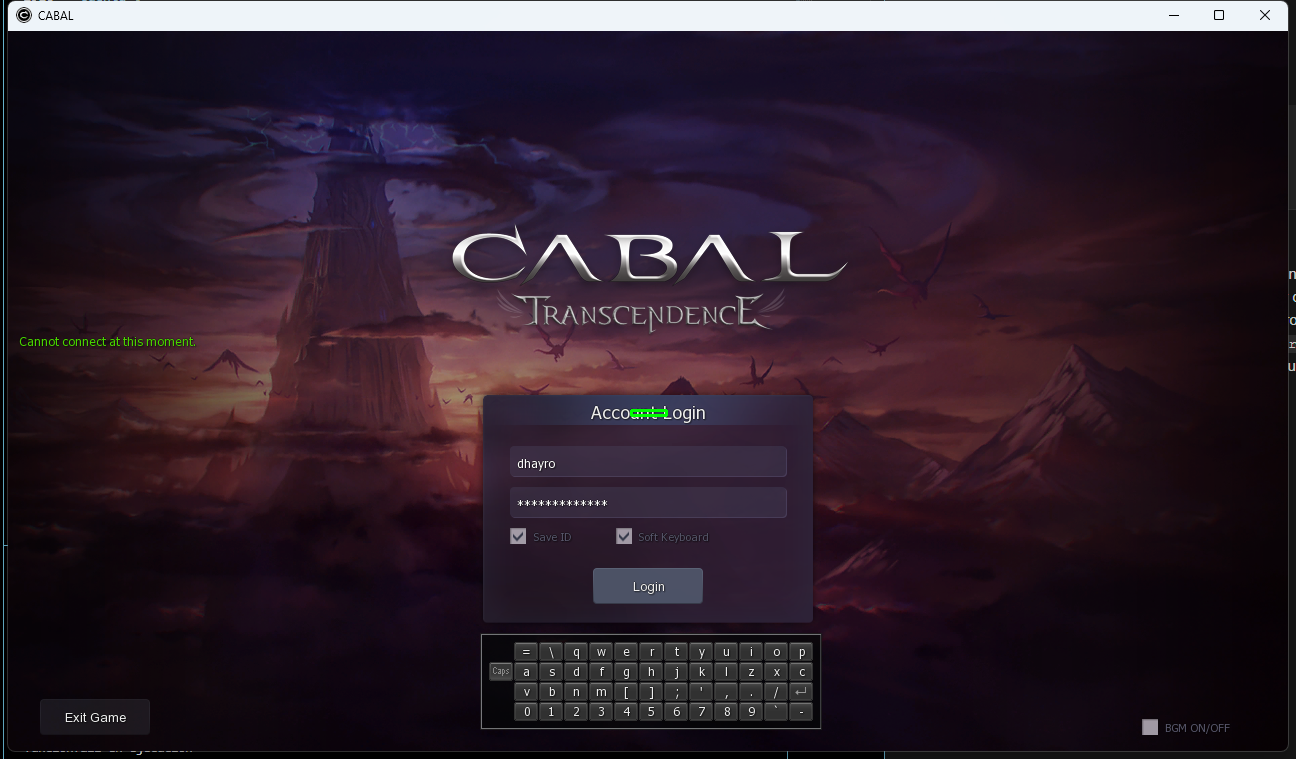 CABAL
CABAL
TRANSCENDENCE
Cannot connect at this moment.
Account Login
dhayro
*************
Save ID
Soft Keyboard
Login
= \ q w e r t y u i o p
Caps a s d f g h j k l z x c
v b n m [ ] ; ' , . / ↵
0 1 2 3 4 5 6 7 8 9 ` -
Exit Game
BGM ON/OFF